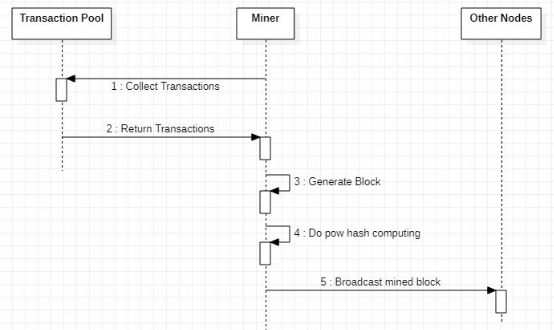 Transaction Pool
Miner
Other Nodes
1 : Collect Transactions
2 : Return Transactions
3 : Generate Block
4 : Do pow hash computing
5 : Broadcast mined block